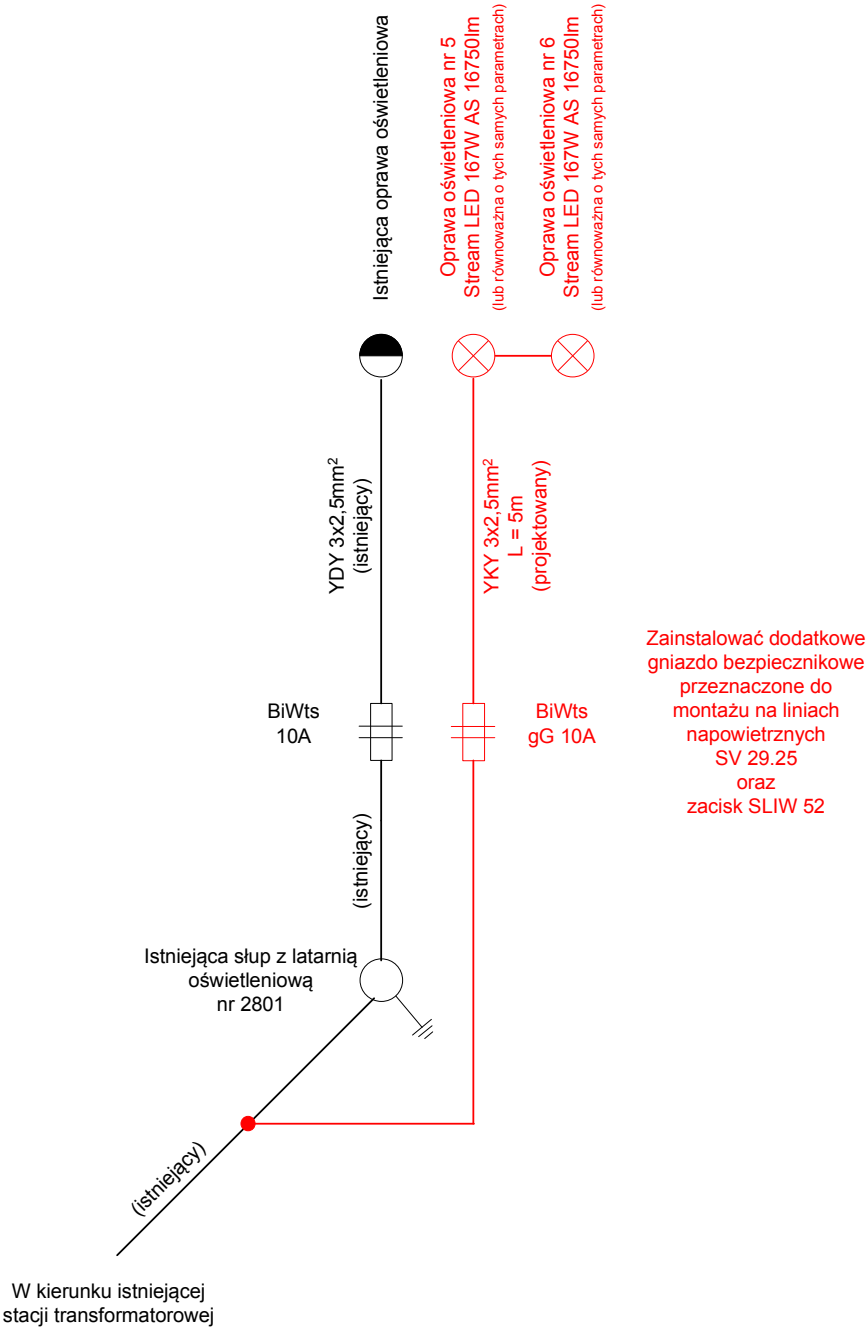 Istniejąca oprawa oświetleniowa
Oprawa oświetleniowa nr 5
Stream LED 167W AS 16750lm
(lub równoważna o tych samych parametrach)
Oprawa oświetleniowa nr 6
Stream LED 167W AS 16750lm
(lub równoważna o tych samych parametrach)
YDY 3x2,5mm²
(istniejący)
YKY 3x2,5mm²
L = 5m
(projektowany)
Zainstalować dodatkowe
gniazdo bezpiecznikowe
przeznaczone do
montażu na liniach
napowietrznych
SV 29.25
oraz
zacisk SLIW 52
BiWts
10A
BiWts
gG 10A
(istniejący)
Istniejąca słup z latarnią
oświetleniową
nr 2801
(istniejący)
W kierunku istniejącej
stacji transformatorowej